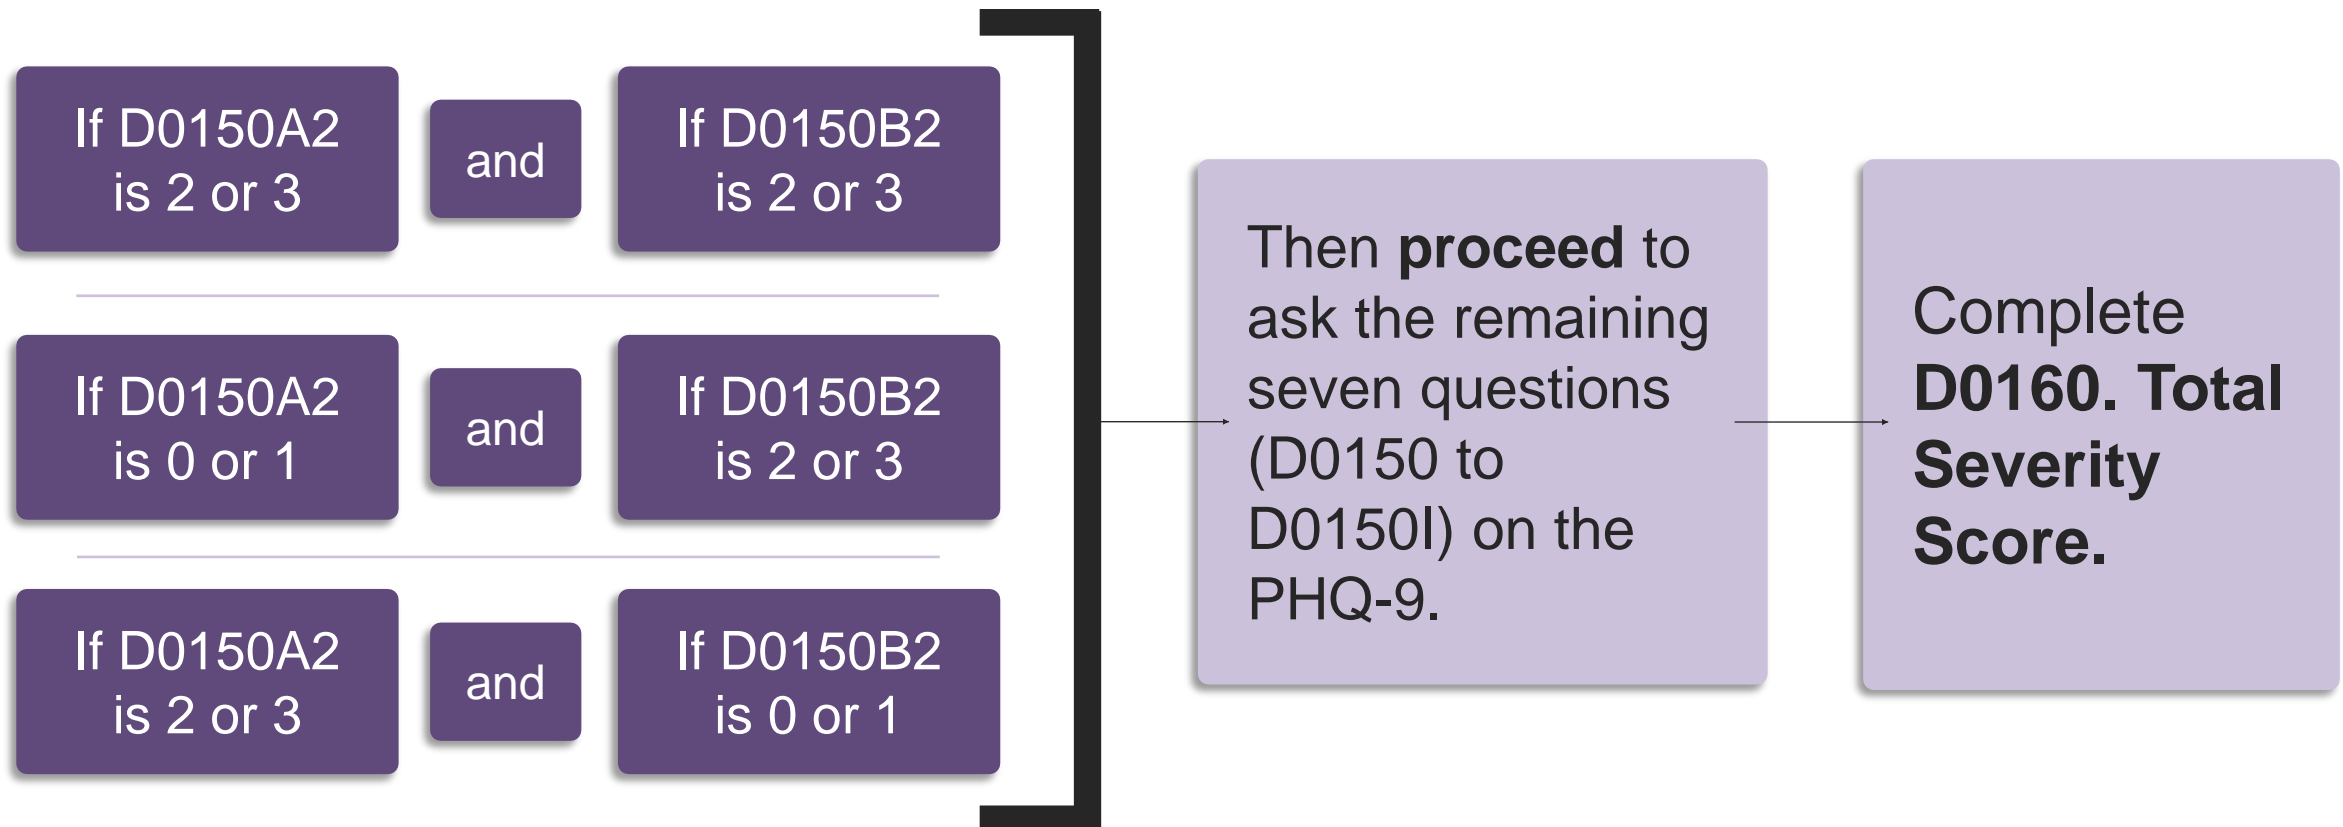 If D0150A2
is 2 or 3
and
If D0150B2
is 2 or 3
If D0150A2
is 0 or 1
and
If D0150B2
is 2 or 3
If D0150A2
is 2 or 3
and
If D0150B2
is 0 or 1
Then proceed to
ask the remaining
seven questions
(D0150 to
D0150I) on the
PHQ-9.
Complete
D0160. Total
Severity
Score.